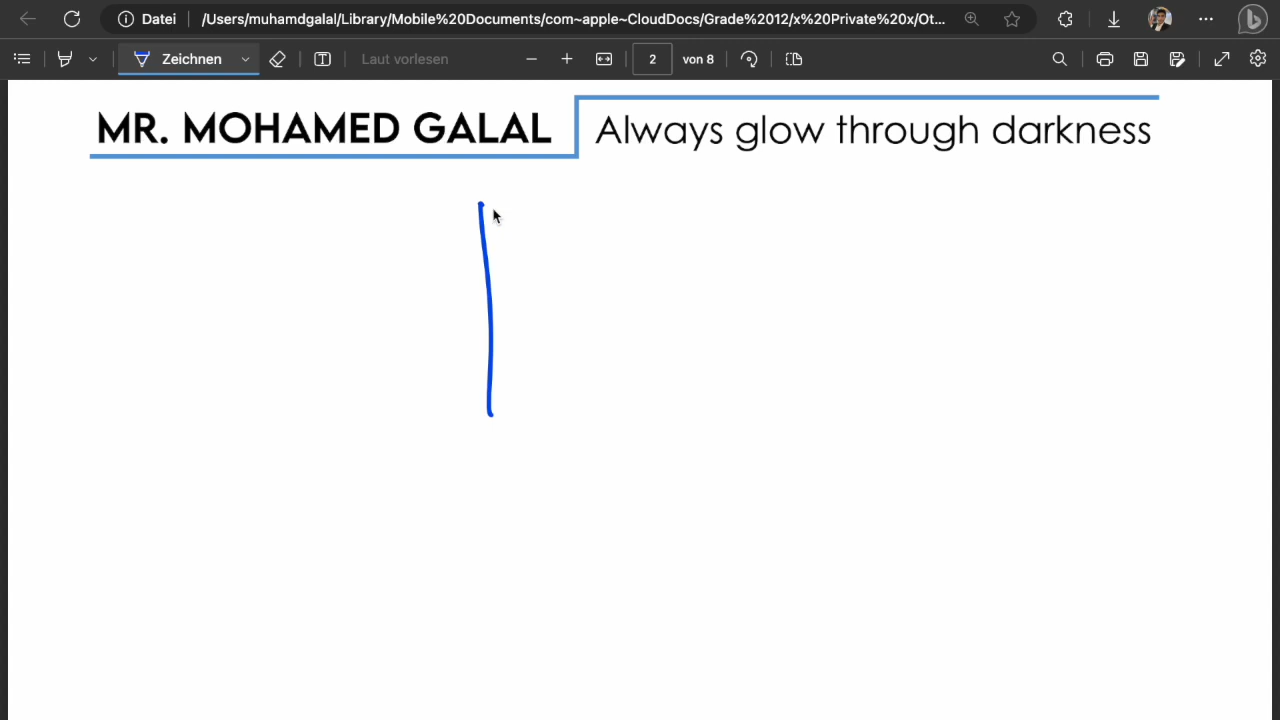 Datei /Users/muhamdgalal/Library/Mobile%20Documents/com~apple~CloudDocs/Grade%2012/x%20Private%20x/Ot...
Zeichnen Laut vorlesen 2 von 8
MR. MOHAMED GALAL Always glow through darkness